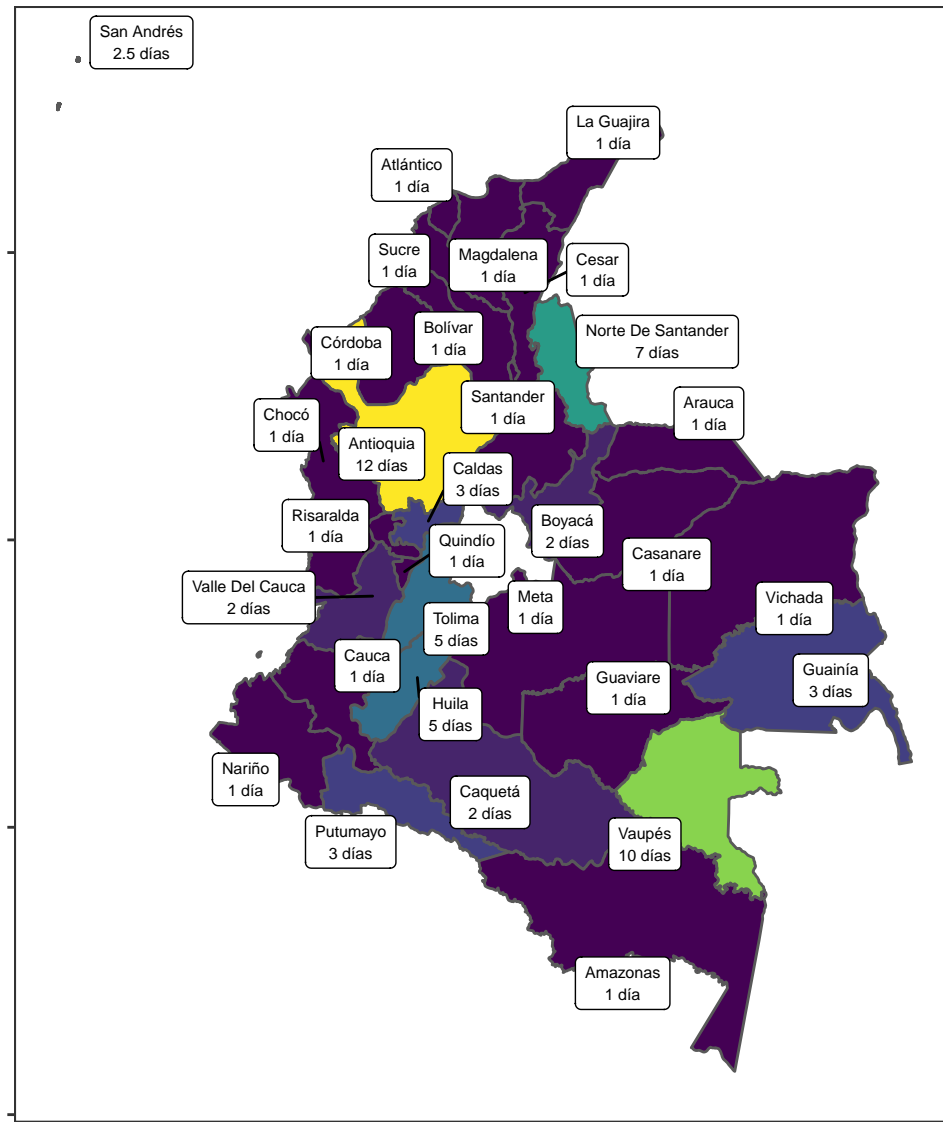 San Andrés
2.5 días
La Guajira
1 día
Atlántico
1 día
Sucre
1 día
Magdalena
1 día
Cesar
1 día
Córdoba
1 día
Bolívar
1 día
Norte De Santander
7 días
Chocó
1 día
Santander
1 día
Arauca
1 día
Antioquia
12 días
Caldas
3 días
Risaralda
1 día
Boyacá
2 días
Quindío
1 día
Casanare
1 día
Valle Del Cauca
2 días
Meta
1 día
Vichada
1 día
Tolima
5 días
Cauca
1 día
Guaviare
1 día
Guainía
3 días
Huila
5 días
Nariño
1 día
Caquetá
2 días
Putumayo
3 días
Vaupés
10 días
Amazonas
1 día